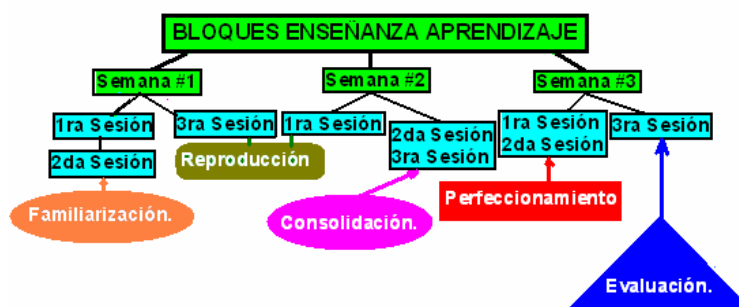 BLOQUES ENSEÑANZA APRENDIZAJE
Semana #1
Semana #2
Semana #3
1ra Sesión
3ra Sesión
1ra Sesión
2da Sesión
3ra Sesión
1ra Sesión
2da Sesión
3ra Sesión
2da Sesión
Reproducción
Familiarización.
Consolidación.
Perfeccionamiento
Evaluación.